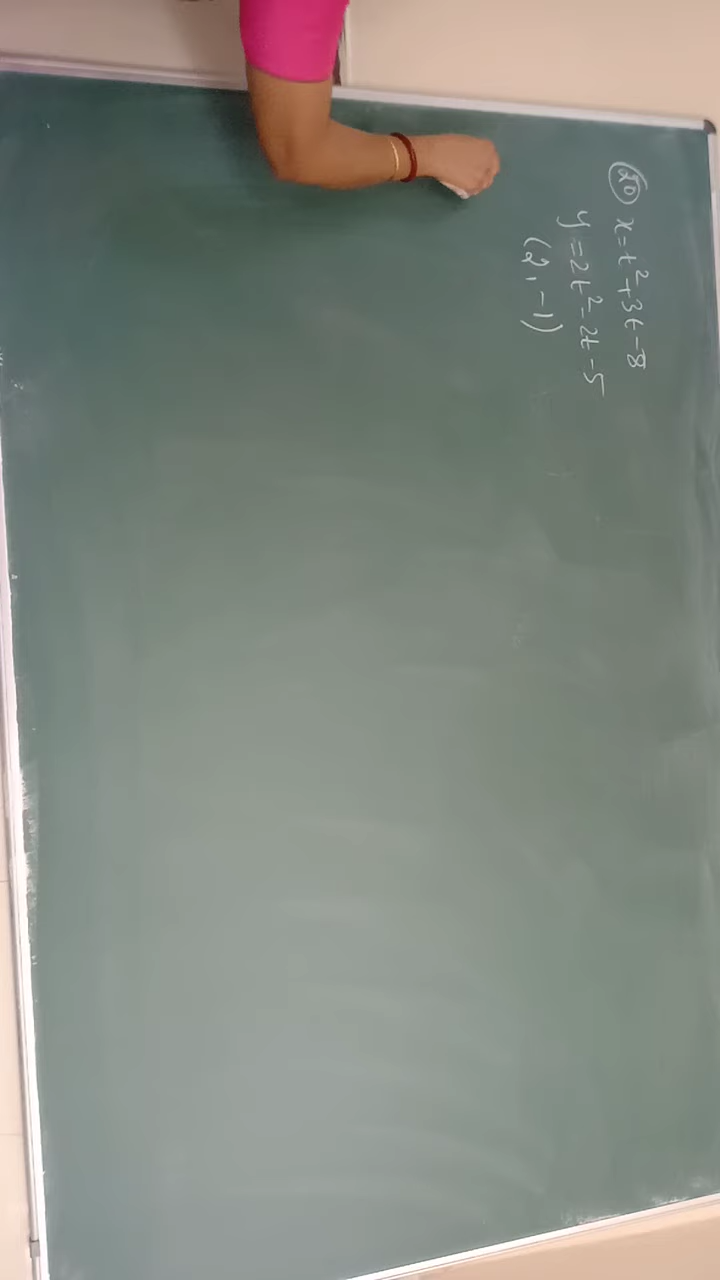 (20) x = t² + 3t - 8
y = 2t² - 2t - 5
(2, -1)